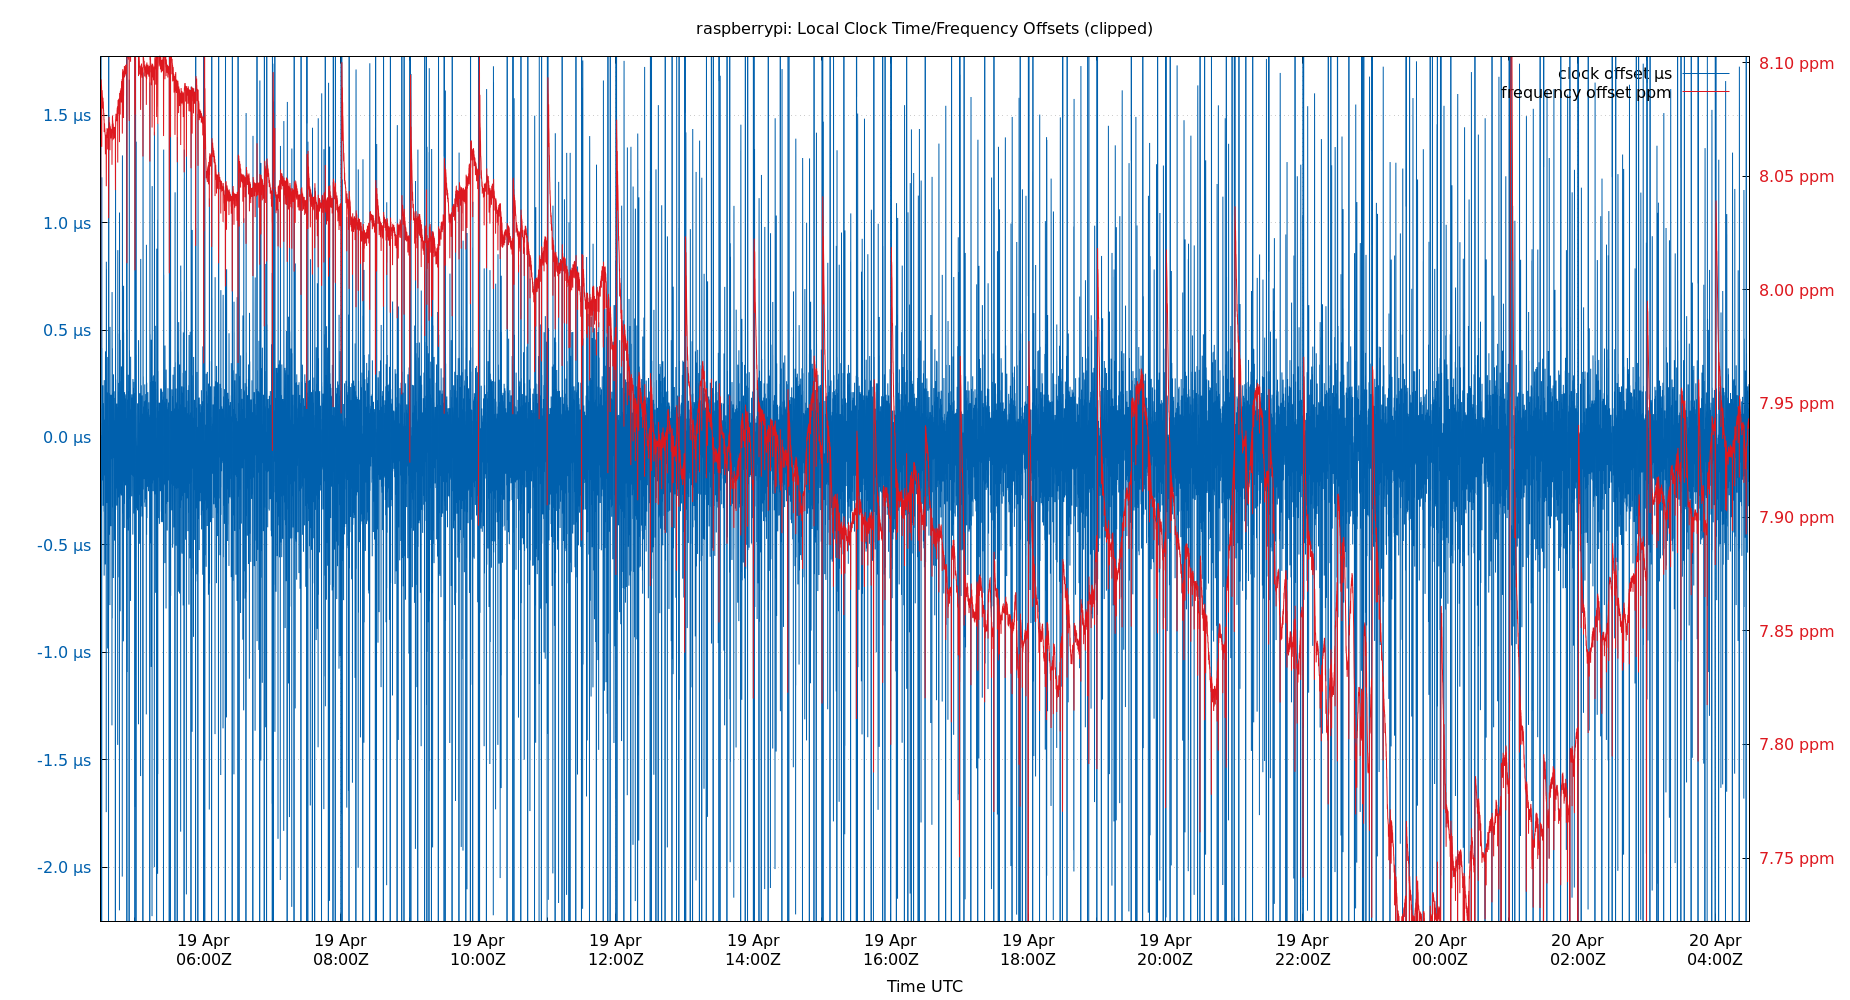 raspberrypi: Local Clock Time/Frequency Offsets (clipped)
clock offset µs
frequency offset ppm
1.5 µs
1.0 µs
0.5 µs
0.0 µs
-0.5 µs
-1.0 µs
-1.5 µs
-2.0 µs
8.10 ppm
8.05 ppm
8.00 ppm
7.95 ppm
7.90 ppm
7.85 ppm
7.80 ppm
7.75 ppm
19 Apr
06:00Z
19 Apr
08:00Z
19 Apr
10:00Z
19 Apr
12:00Z
19 Apr
14:00Z
19 Apr
16:00Z
19 Apr
18:00Z
19 Apr
20:00Z
19 Apr
22:00Z
20 Apr
00:00Z
20 Apr
02:00Z
20 Apr
04:00Z
Time UTC